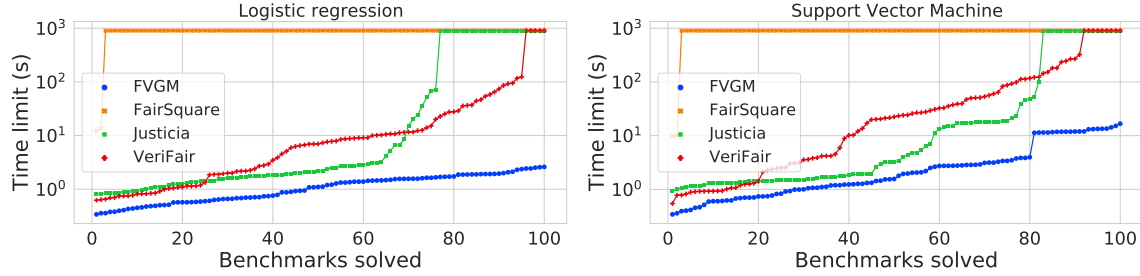 Logistic regression
Time limit (s)
10³
10²
10¹
10⁰
FVGM
FairSquare
Justicia
VeriFair
0 20 40 60 80 100
Benchmarks solved
Support Vector Machine
Time limit (s)
10³
10²
10¹
10⁰
FVGM
FairSquare
Justicia
VeriFair
0 20 40 60 80 100
Benchmarks solved